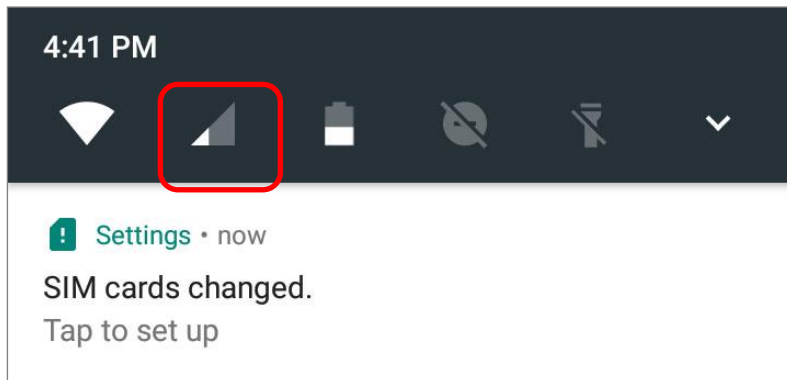 4:41 PM
Settings • now
SIM cards changed.
Tap to set up